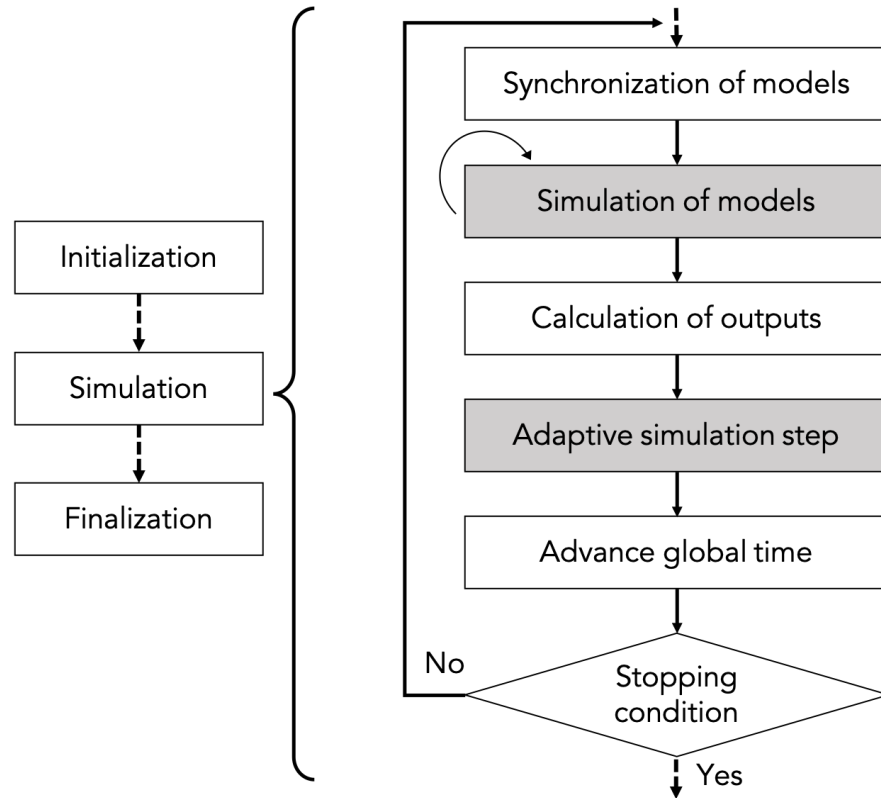 Initialization
Simulation
Finalization
Synchronization of models
Simulation of models
Calculation of outputs
Adaptive simulation step
Advance global time
Stopping
condition
No
Yes